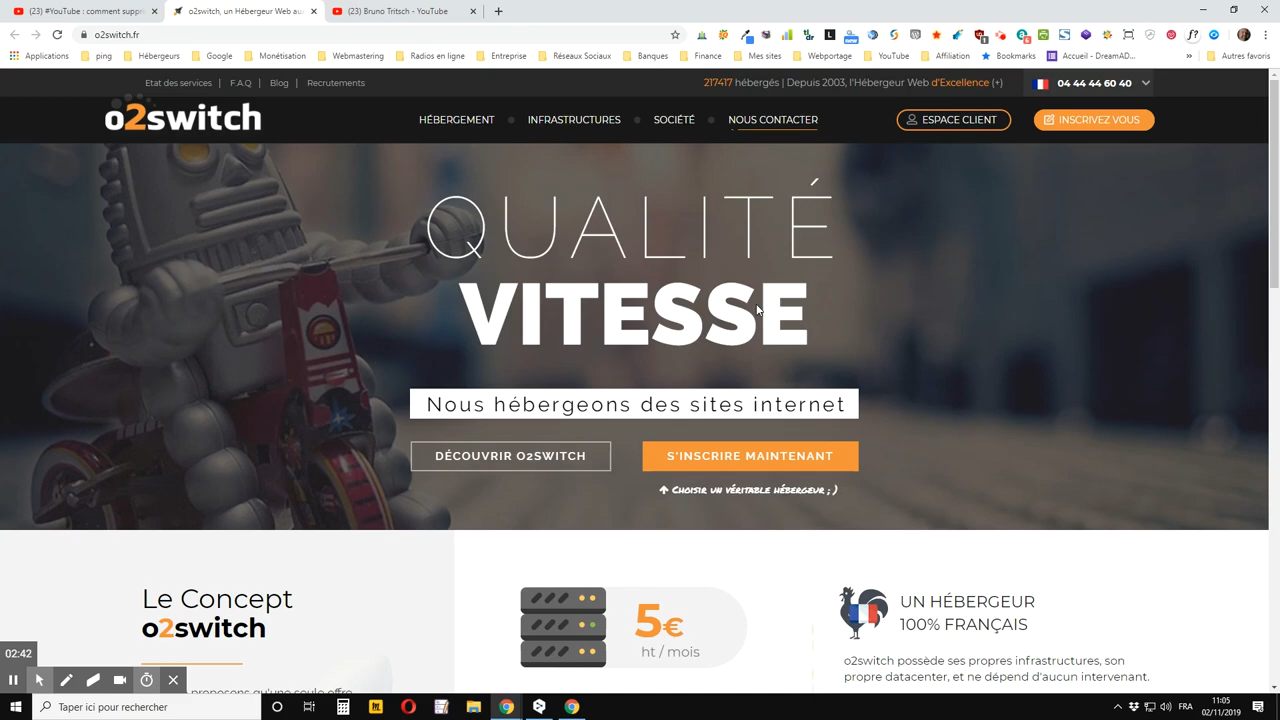 (23) #YouTube : comment suppri
o2switch, un Hébergeur Web au
(23) Bruno Tritsch - YouTube
o2switch.fr
Applications
ping
Hébergeurs
Google
Monétisation
Webmastering
Radios en ligne
Entreprise
Réseaux Sociaux
Banques
Finance
Mes sites
Webportage
YouTube
Affiliation
Bookmarks
Accueil - DreamAD...
»
Autres favoris
Etat des services | F.A.Q | Blog | Recrutements
217417 hébergés | Depuis 2003, l'Hébergeur Web d'Excellence (+)
04 44 44 60 40
o2switch
HÉBERGEMENT
INFRASTRUCTURES
SOCIÉTÉ
NOUS CONTACTER
ESPACE CLIENT
INSCRIVEZ VOUS
QUALITÉ
VITESSE
Nous hébergeons des sites internet
DÉCOUVRIR O2SWITCH
S'INSCRIRE MAINTENANT
Choisir un véritable hébergeur ; )
Le Concept
o2switch
proposons qu'une seule offre
5€
ht / mois
UN HÉBERGEUR
100% FRANÇAIS
o2switch possède ses propres infrastructures, son
propre datacenter, et ne dépend d'aucun intervenant.
02:42
Taper ici pour rechercher
FRA
11:05
02/11/2019